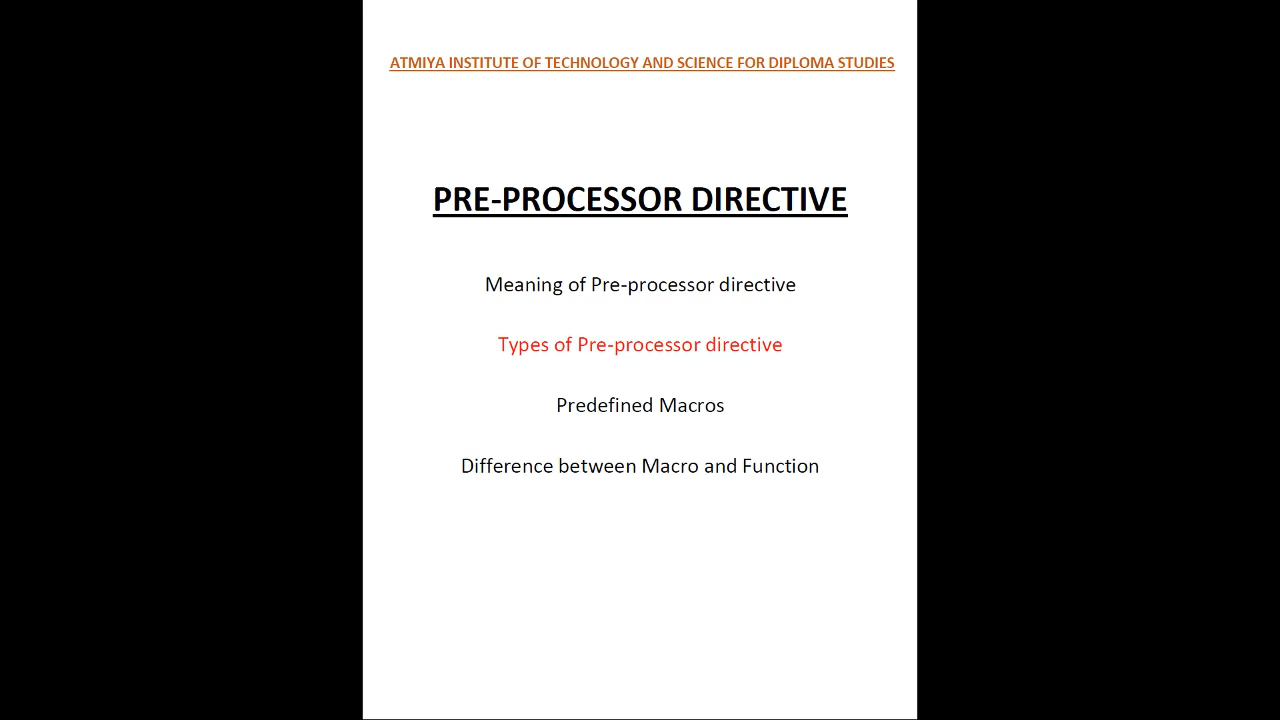 ATMIYA INSTITUTE OF TECHNOLOGY AND SCIENCE FOR DIPLOMA STUDIES
PRE-PROCESSOR DIRECTIVE
Meaning of Pre-processor directive
Types of Pre-processor directive
Predefined Macros
Difference between Macro and Function